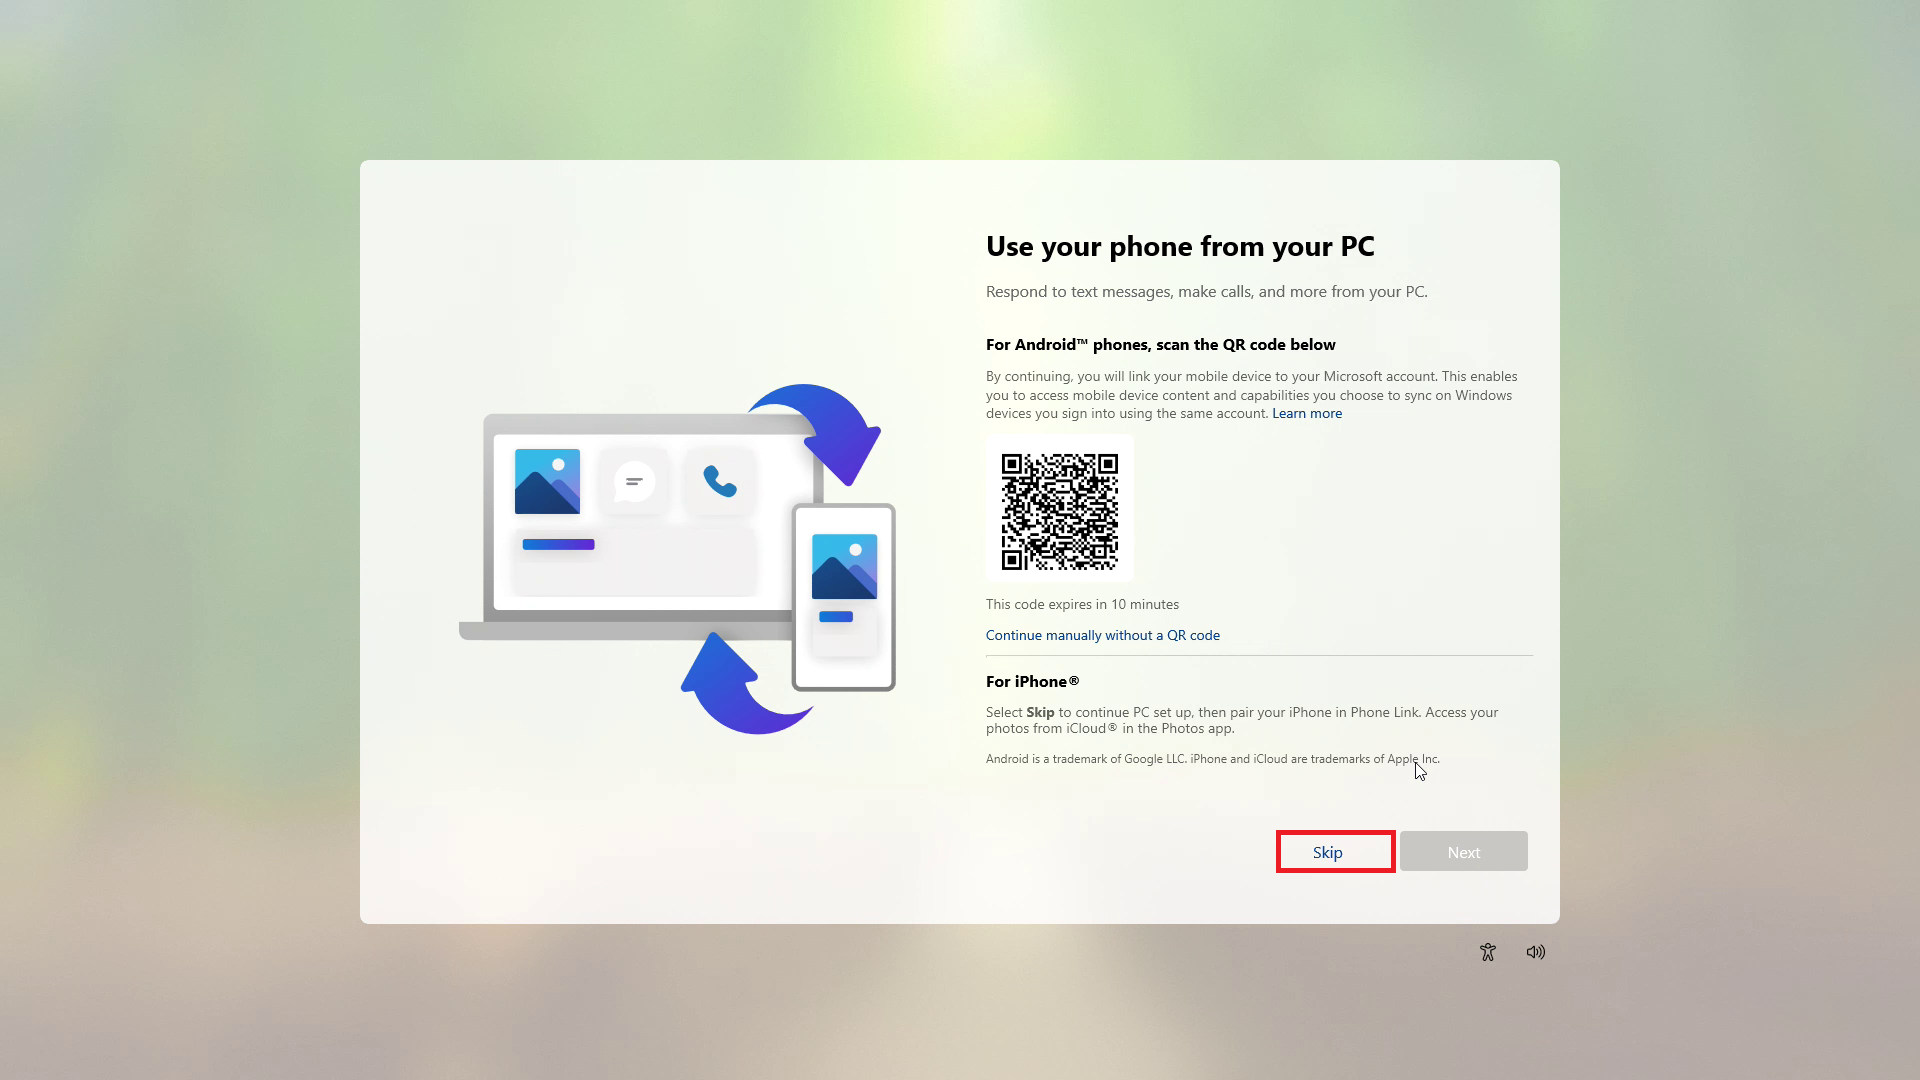 Use your phone from your PC
Respond to text messages, make calls, and more from your PC.
For Android™ phones, scan the QR code below
By continuing, you will link your mobile device to your Microsoft account. This enables
you to access mobile device content and capabilities you choose to sync on Windows
devices you sign into using the same account. Learn more
This code expires in 10 minutes
Continue manually without a QR code
For iPhone®
Select Skip to continue PC set up, then pair your iPhone in Phone Link. Access your
photos from iCloud® in the Photos app.
Android is a trademark of Google LLC. iPhone and iCloud are trademarks of Apple Inc.
Skip
Next